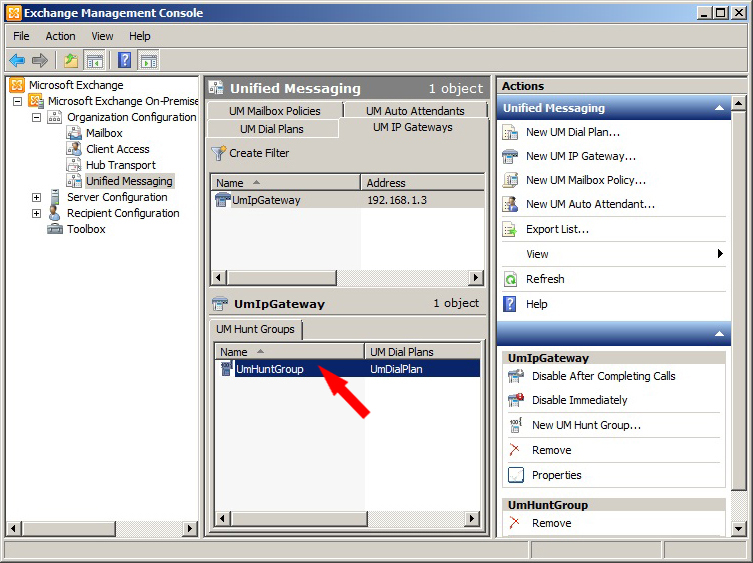 Exchange Management Console
File Action View Help
Microsoft Exchange
Microsoft Exchange On-Premise
Organization Configuration
Mailbox
Client Access
Hub Transport
Unified Messaging
Server Configuration
Recipient Configuration
Toolbox
Unified Messaging 1 object
UM Mailbox Policies UM Auto Attendants
UM Dial Plans UM IP Gateways
Create Filter
Name Address
UmIpGateway 192.168.1.3
UmIpGateway 1 object
UM Hunt Groups
Name UM Dial Plans
UmHuntGroup UmDialPlan
Actions
Unified Messaging
New UM Dial Plan...
New UM IP Gateway...
New UM Mailbox Policy...
New UM Auto Attendant...
Export List...
View
Refresh
Help
UmIpGateway
Disable After Completing Calls
Disable Immediately
New UM Hunt Group...
Remove
Properties
UmHuntGroup
Remove